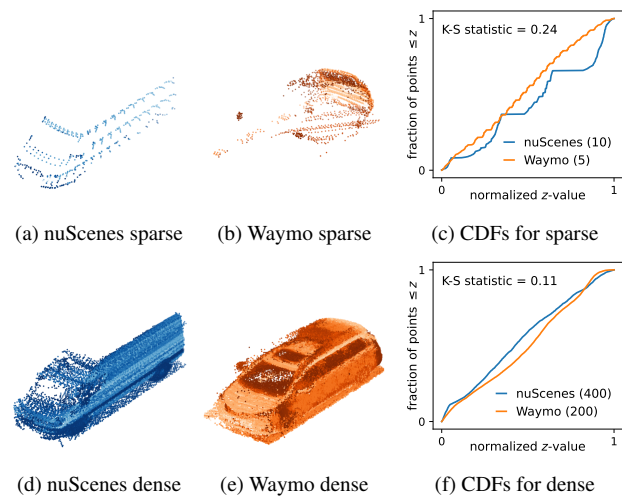 K-S statistic = 0.24
1
fraction of points ≤ z
nuScenes (10)
Waymo (5)
0
0
1
normalized z-value
(a) nuScenes sparse
(b) Waymo sparse
(c) CDFs for sparse
K-S statistic = 0.11
1
fraction of points ≤ z
nuScenes (400)
Waymo (200)
0
0
1
normalized z-value
(d) nuScenes dense
(e) Waymo dense
(f) CDFs for dense